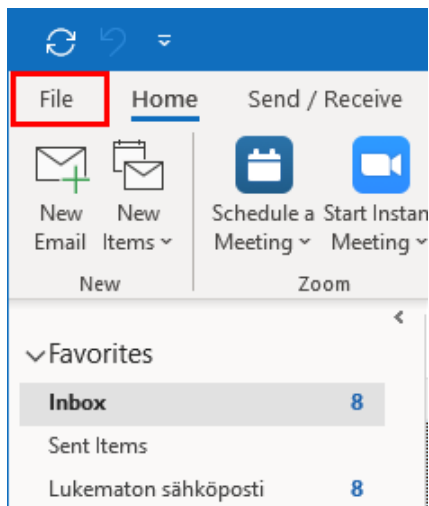 File Home Send / Receive
New New Schedule a Start Instan
Email Items Meeting Meeting
New Zoom
Favorites
Inbox 8
Sent Items
Lukematon sähköposti 8